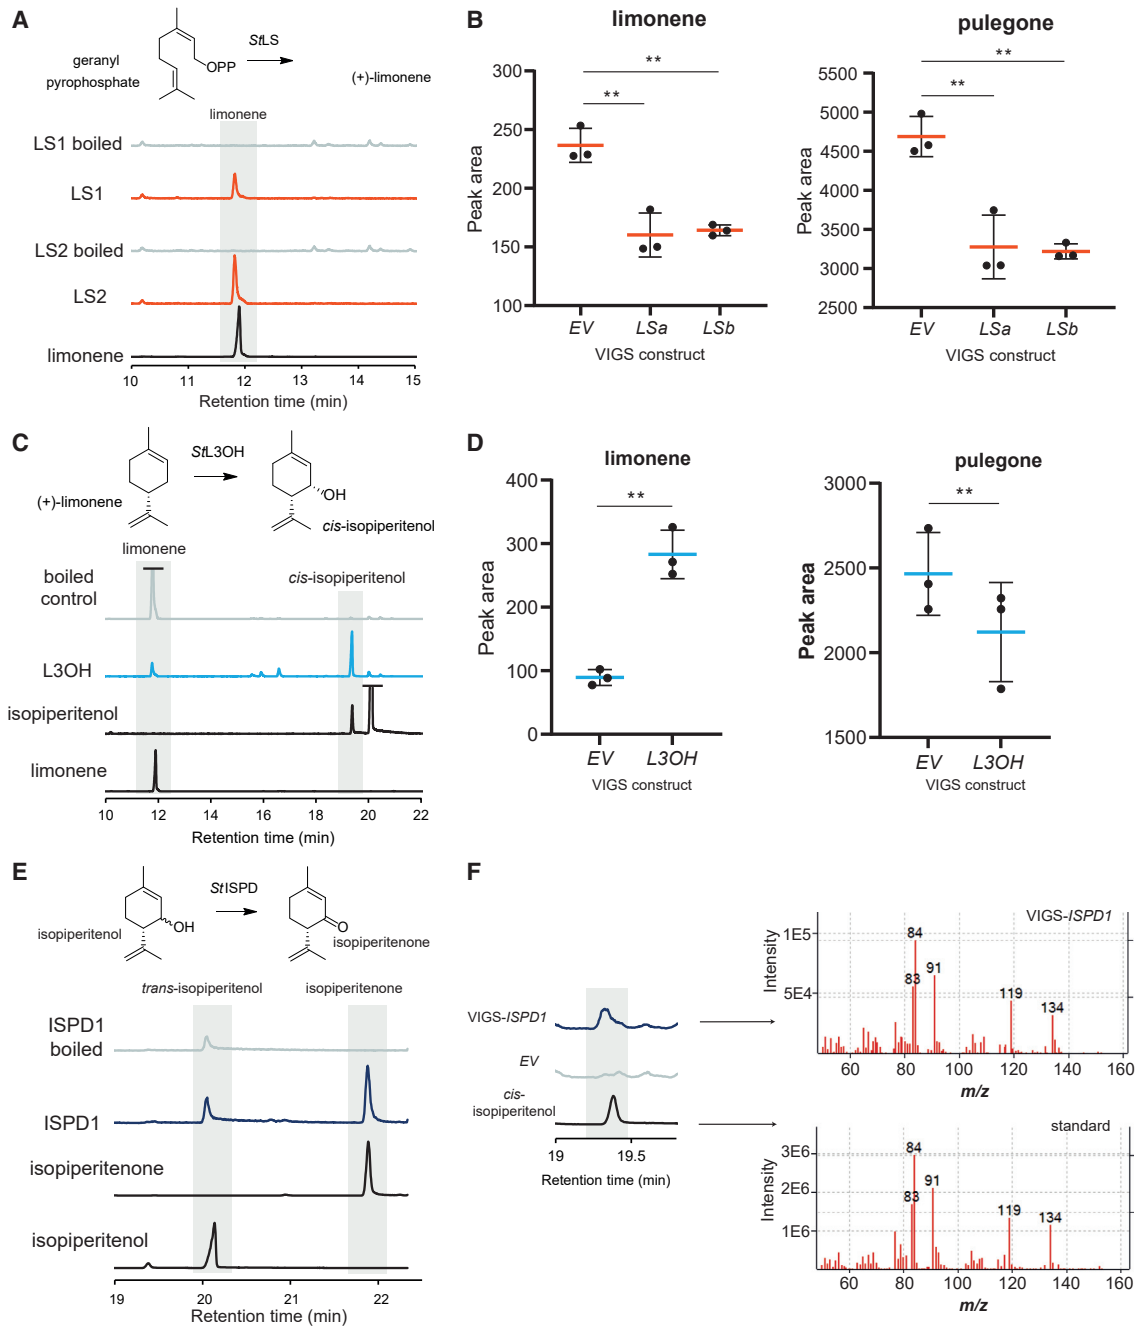 A
geranyl
pyrophosphate
OPP
StLS
(+)-limonene
limonene
LS1 boiled
LS1
LS2 boiled
LS2
limonene
10 11 12 13 14 15
Retention time (min)
B
limonene
**
**
300
250
200
150
100
Peak area
EV LSa LSb
VIGS construct
pulegone
**
**
5500
5000
4500
4000
3500
3000
2500
Peak area
EV LSa LSb
VIGS construct
C
(+)-limonene
StL3OH
OH
cis-isopiperitenol
limonene
cis-isopiperitenol
boiled
control
L3OH
isopiperitenol
limonene
10 12 14 16 18 20 22
Retention time (min)
D
limonene
**
400
300
200
100
0
Peak area
EV L3OH
VIGS construct
pulegone
**
3000
2500
2000
1500
Peak area
EV L3OH
VIGS construct
E
isopiperitenol
OH
StISPD
O
isopiperitenone
trans-isopiperitenol
isopiperitenone
ISPD1
boiled
ISPD1
isopiperitenone
isopiperitenol
19 20 21 22
Retention time (min)
F
VIGS-ISPD1
EV
cis-
isopiperitenol
19 19.5
Retention time (min)
VIGS-ISPD1
1E5
5E4
Intensity
84
83
91
119
134
60 80 100 120 140 160
m/z
standard
3E6
2E6
1E6
Intensity
84
83
91
119
134
60 80 100 120 140 160
m/z